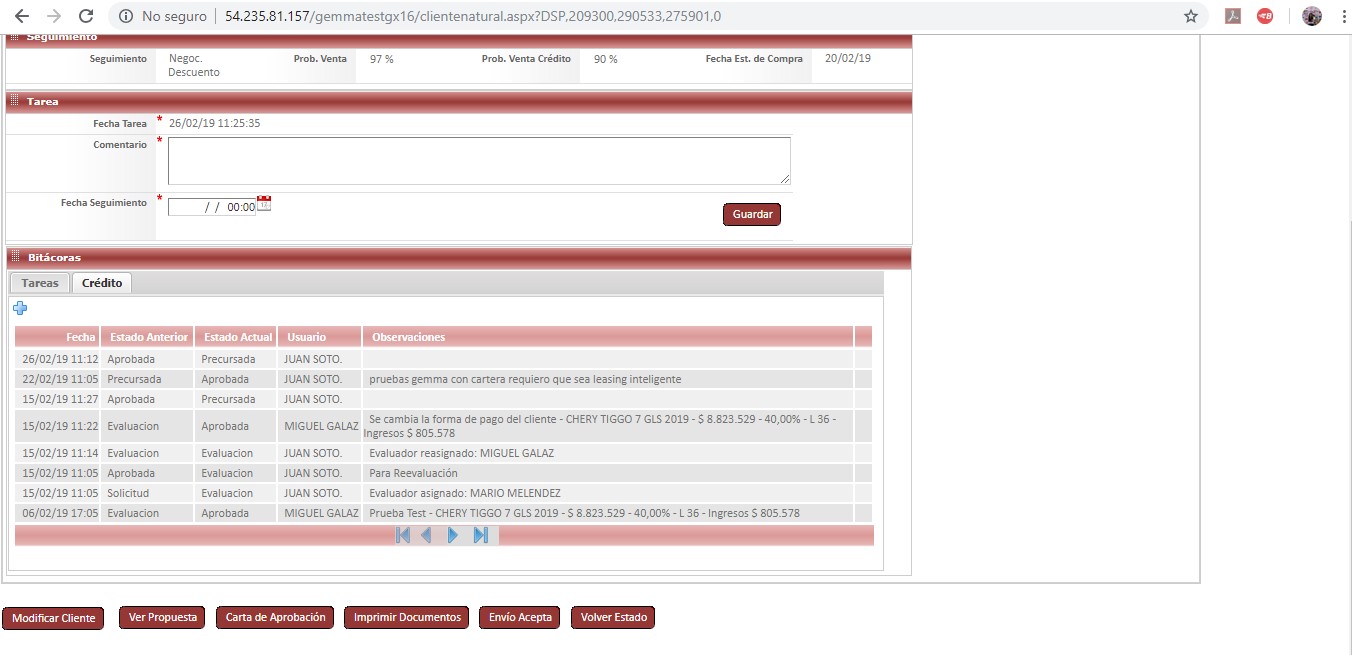 No seguro | 54.235.81.157/gemmatestgx16/clientenatural.aspx?DSP,209300,290533,275901,0
Seguimiento
Seguimiento Negoc. Prob. Venta 97 % Prob. Venta Crédito 90 % Fecha Est. de Compra 20/02/19
Descuento
Tarea
Fecha Tarea * 26/02/19 11:25:35
Comentario *
Fecha Seguimiento * / / 00:00
Guardar
Bitácoras
Tareas Crédito
Fecha Estado Anterior Estado Actual Usuario Observaciones
26/02/19 11:12 Aprobada Precursada JUAN SOTO.
22/02/19 11:05 Precursada Aprobada JUAN SOTO. pruebas gemma con cartera requiero que sea leasing inteligente
15/02/19 11:27 Aprobada Precursada JUAN SOTO.
15/02/19 11:22 Evaluacion Aprobada MIGUEL GALAZ Se cambia la forma de pago del cliente - CHERY TIGGO 7 GLS 2019 - $ 8.823.529 - 40,00% - L 36 -
Ingresos $ 805.578
15/02/19 11:14 Evaluacion Evaluacion JUAN SOTO. Evaluador reasignado: MIGUEL GALAZ
15/02/19 11:05 Aprobada Evaluacion JUAN SOTO. Para Reevaluación
15/02/19 11:05 Solicitud Evaluacion JUAN SOTO. Evaluador asignado: MARIO MELENDEZ
06/02/19 17:05 Evaluacion Aprobada MIGUEL GALAZ Prueba Test - CHERY TIGGO 7 GLS 2019 - $ 8.823.529 - 40,00% - L 36 - Ingresos $ 805.578
Modificar Cliente Ver Propuesta Carta de Aprobación Imprimir Documentos Envío Acepta Volver Estado